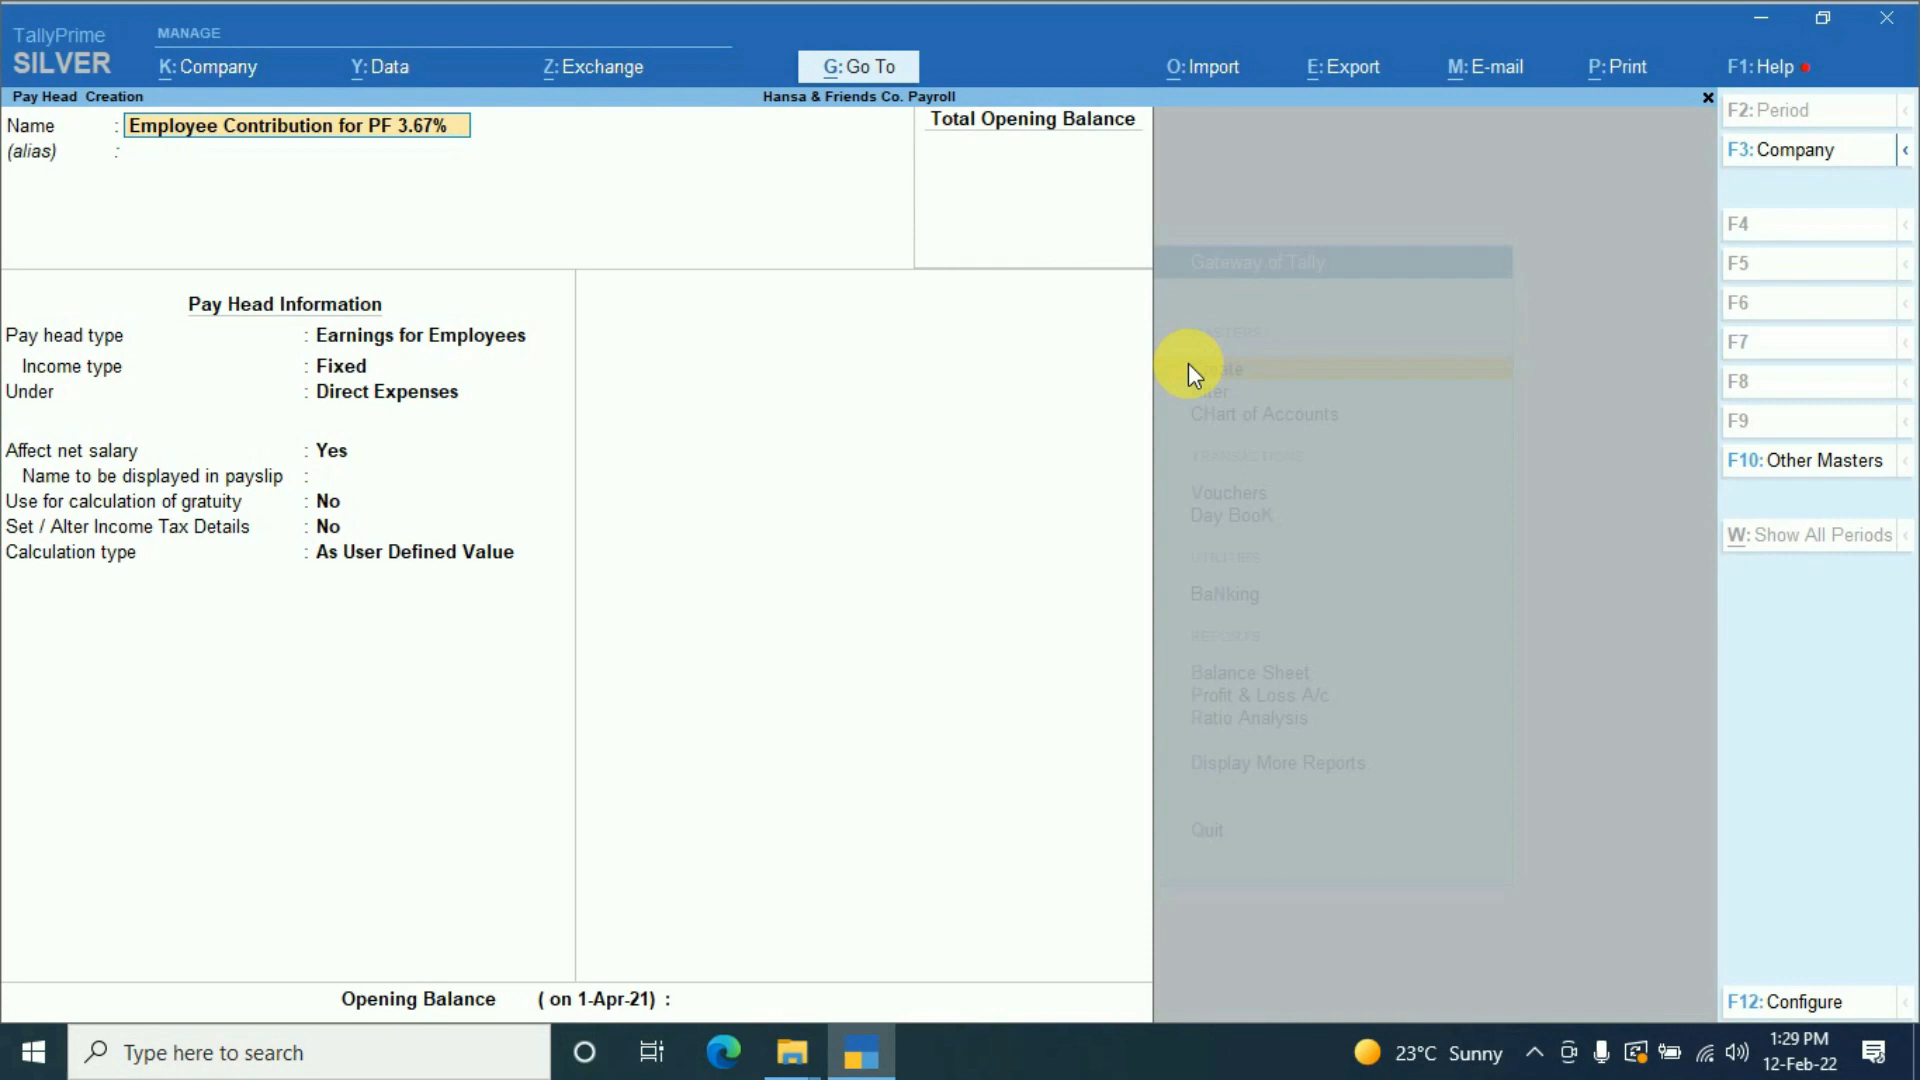 TallyPrime
SILVER
MANAGE
K: Company
Y: Data
Z: Exchange
G: Go To
O: Import
E: Export
M: E-mail
P: Print
F1: Help
Pay Head Creation
Hansa & Friends Co. Payroll
Name : Employee Contribution for PF 3.67%
(alias) :
Total Opening Balance
Pay Head Information
Pay head type : Earnings for Employees
Income type : Fixed
Under : Direct Expenses
Affect net salary : Yes
Name to be displayed in payslip :
Use for calculation of gratuity : No
Set / Alter Income Tax Details : No
Calculation type : As User Defined Value
Opening Balance ( on 1-Apr-21) :
Gateway of Tally
CHart of Accounts
TRANSACTIONS
Vouchers
Day BooK
UTILITIES
BaNking
REPORTS
Balance Sheet
Profit & Loss A/c
Ratio Analysis
Display More Reports
Quit
F2: Period
F3: Company
F4
F5
F6
F7
F8
F9
F10: Other Masters
W: Show All Periods
F12: Configure
Type here to search
23°C Sunny
1:29 PM
12-Feb-22